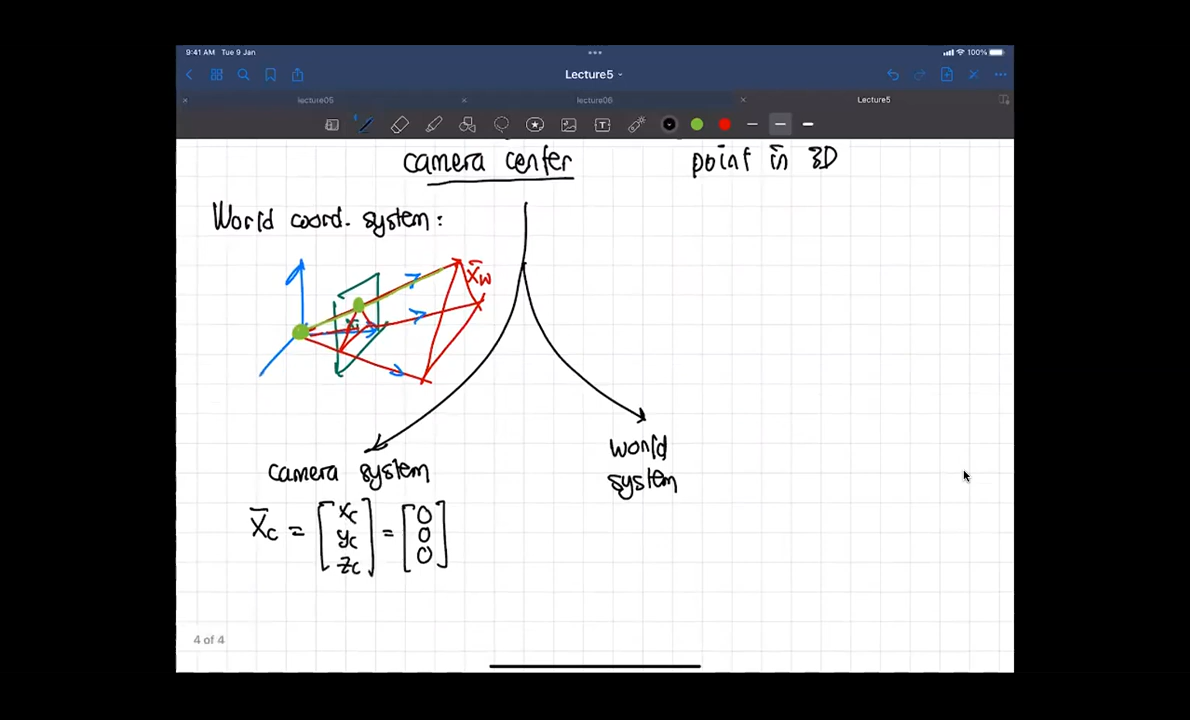 9:41 AM Tue 9 Jan
100%
Lecture5
lecture05
lecture06
Lecture5
camera center
point in 3D
World coord. system:
X̄w
camera system
world
system
X̄c = [xc yc zc] = [0 0 0]
4 of 4